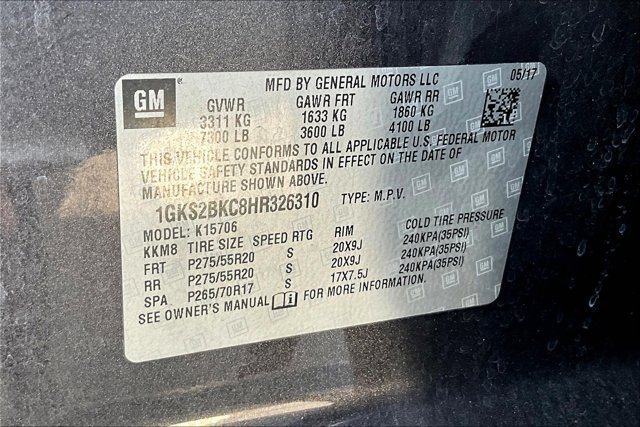 GM
MFD BY GENERAL MOTORS LLC 05/17
GVWR GAWR FRT GAWR RR
3311 KG 1633 KG 1860 KG
7300 LB 3600 LB 4100 LB
THIS VEHICLE CONFORMS TO ALL APPLICABLE U.S. FEDERAL MOTOR
VEHICLE SAFETY STANDARDS IN EFFECT ON THE DATE OF
MANUFACTURE SHOWN ABOVE.
1GKS2BKC8HR326310 TYPE: M.P.V.
MODEL: K15706
KKM8 TIRE SIZE SPEED RTG RIM COLD TIRE PRESSURE
FRT P275/55R20 S 20X9J 240KPA(35PSI)
RR P275/55R20 S 20X9J 240KPA(35PSI)
SPA P265/70R17 S 17X7.5J 240KPA(35PSI)
SEE OWNER'S MANUAL FOR MORE INFORMATION.